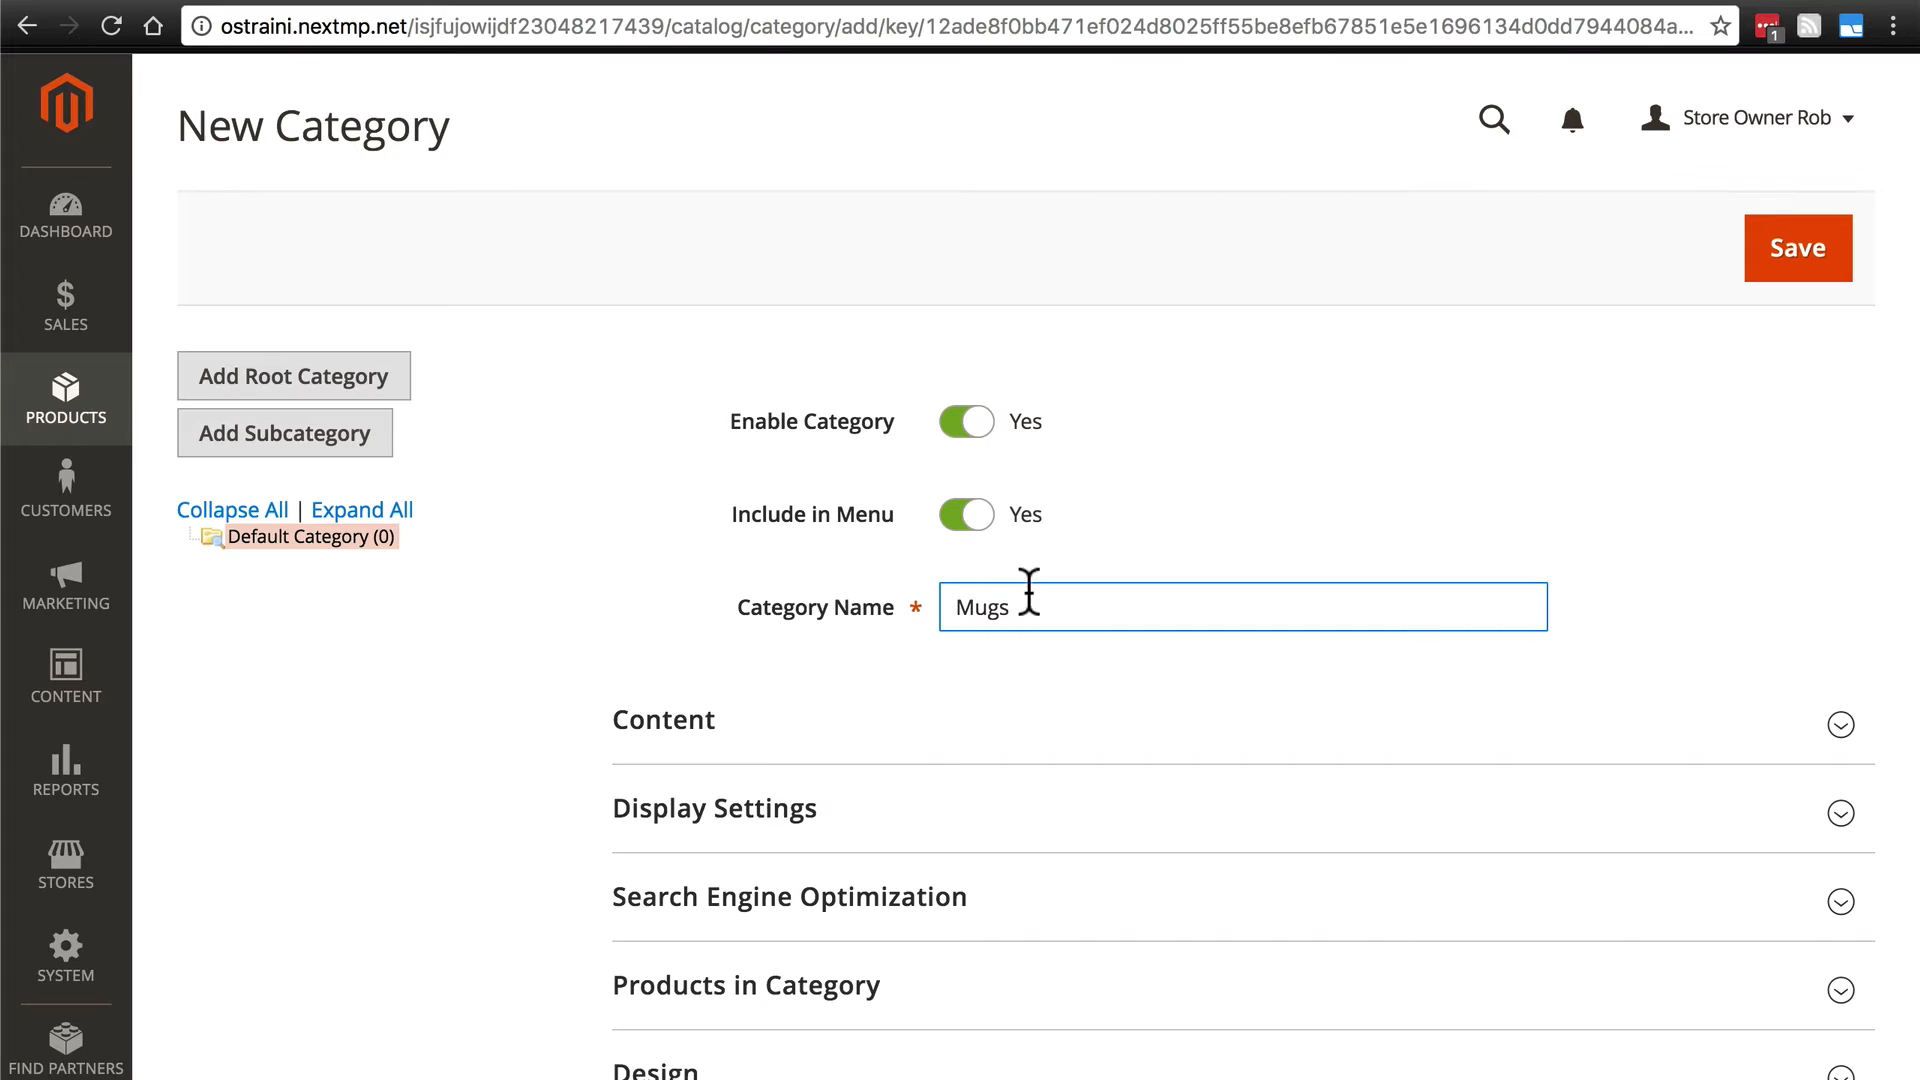 ostraini.nextmp.net/isjfujowijdf23048217439/catalog/category/add/key/12ade8f0bb471ef024d8025ff55be8efb67851e5e1696134d0dd7944084a...
1
New Category
Store Owner Rob
Save
DASHBOARD
SALES
PRODUCTS
CUSTOMERS
MARKETING
CONTENT
REPORTS
STORES
SYSTEM
FIND PARTNERS
Add Root Category
Add Subcategory
Collapse All | Expand All
Default Category (0)
Enable Category Yes
Include in Menu Yes
Category Name * Mugs
Content
Display Settings
Search Engine Optimization
Products in Category
Design